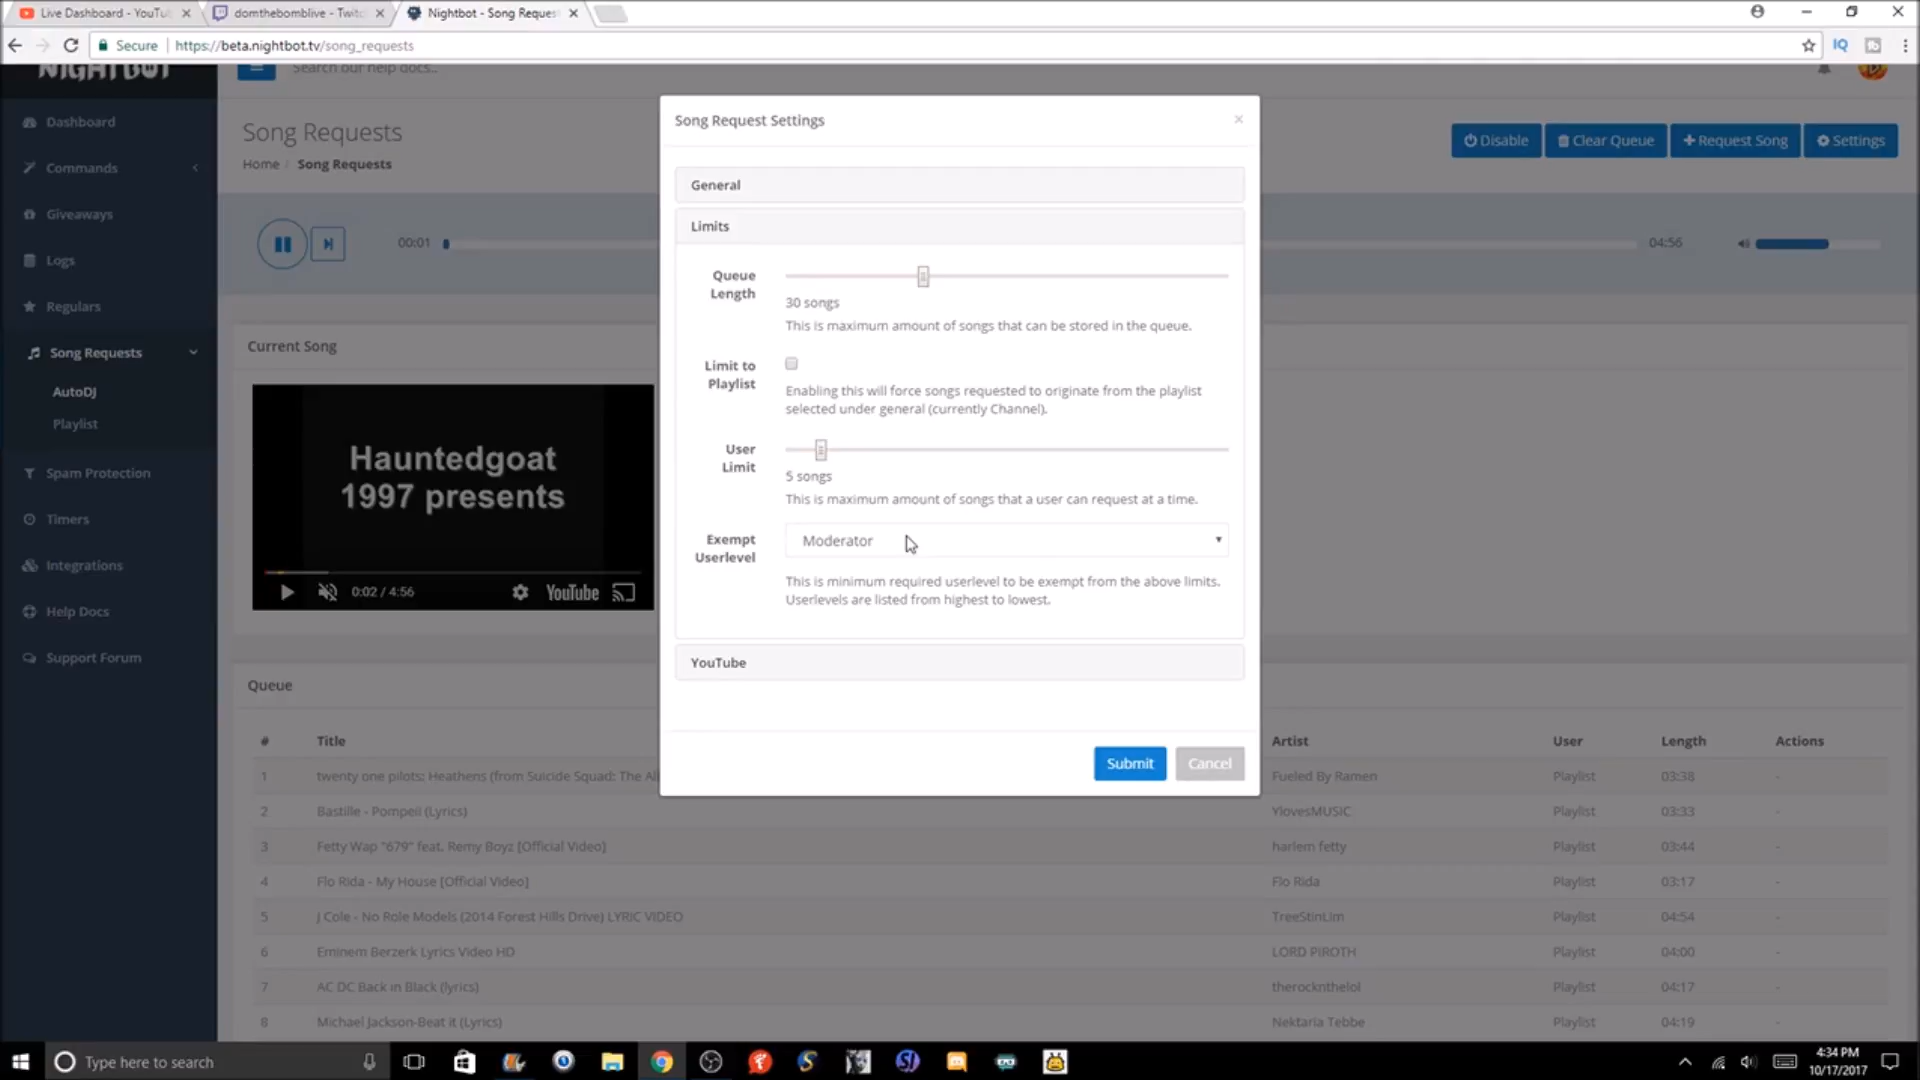 Live Dashboard - YouTu
domthebomblive - Twitc
Nightbot - Song Reques
Secure
https://beta.nightbot.tv/song_requests
IQ
NIGHTBOT
Search our help docs..
Dashboard
Commands
Giveaways
Logs
Regulars
Song Requests
AutoDJ
Playlist
Spam Protection
Timers
Integrations
Help Docs
Support Forum
Song Requests
Home / Song Requests
Disable
Clear Queue
Request Song
Settings
00:01
04:56
Current Song
Hauntedgoat
1997 presents
0:02 / 4:56
YouTube
Song Request Settings
×
General
Limits
Queue
Length
30 songs
This is maximum amount of songs that can be stored in the queue.
Limit to
Playlist
Enabling this will force songs requested to originate from the playlist
selected under general (currently Channel).
User
Limit
5 songs
This is maximum amount of songs that a user can request at a time.
Exempt
Userlevel
Moderator
This is minimum required userlevel to be exempt from the above limits.
Userlevels are listed from highest to lowest.
YouTube
Submit
Cancel
Queue
# Title Artist User Length Actions
1 twenty one pilots: Heathens (from Suicide Squad: The Al Fueled By Ramen Playlist 03:38 -
2 Bastille - Pompeii (Lyrics) YlovesMUSIC Playlist 03:33 -
3 Fetty Wap "679" feat. Remy Boyz [Official Video] harlem fetty Playlist 03:44 -
4 Flo Rida - My House [Official Video] Flo Rida Playlist 03:17 -
5 J Cole - No Role Models (2014 Forest Hills Drive) LYRIC VIDEO TreeStinLim Playlist 04:54 -
6 Eminem Berzerk Lyrics Video HD LORD PIROTH Playlist 04:00 -
7 AC DC Back in Black (lyrics) therocknthelol Playlist 04:17 -
8 Michael Jackson-Beat it (Lyrics) Nektaria Tebbe Playlist 04:19 -
Type here to search
4:34 PM
10/17/2017